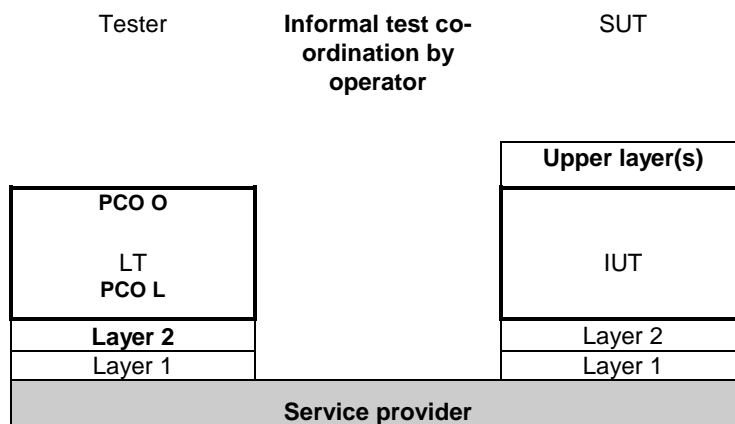 Tester
Informal test co-
ordination by
operator
SUT
Upper layer(s)
PCO O
LT
PCO L
IUT
Layer 2
Layer 2
Layer 1
Layer 1
Service provider